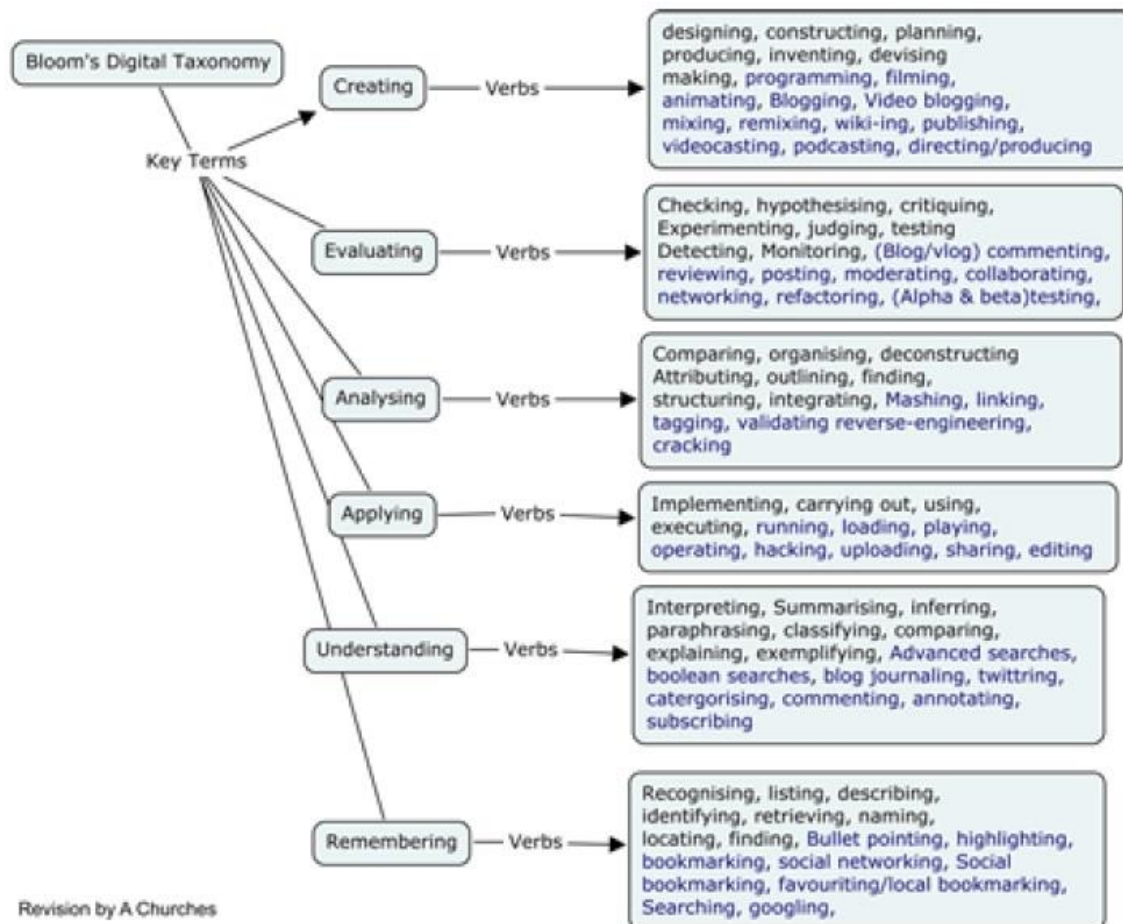 Bloom's Digital Taxonomy
Key Terms
Creating
Verbs
designing, constructing, planning,
producing, inventing, devising
making, programming, filming,
animating, Blogging, Video blogging,
mixing, remixing, wiki-ing, publishing,
videocasting, podcasting, directing/producing
Evaluating
Verbs
Checking, hypothesising, critiquing,
Experimenting, judging, testing
Detecting, Monitoring, (Blog/vlog) commenting,
reviewing, posting, moderating, collaborating,
networking, refactoring, (Alpha & beta)testing,
Analysing
Verbs
Comparing, organising, deconstructing
Attributing, outlining, finding,
structuring, integrating, Mashing, linking,
tagging, validating reverse-engineering,
cracking
Applying
Verbs
Implementing, carrying out, using,
executing, running, loading, playing,
operating, hacking, uploading, sharing, editing
Understanding
Verbs
Interpreting, Summarising, inferring,
paraphrasing, classifying, comparing,
explaining, exemplifying, Advanced searches,
boolean searches, blog journaling, twittring,
catergorising, commenting, annotating,
subscribing
Remembering
Verbs
Recognising, listing, describing,
identifying, retrieving, naming,
locating, finding, Bullet pointing, highlighting,
bookmarking, social networking, Social
bookmarking, favouriting/local bookmarking,
Searching, googling,
Revision by A Churches